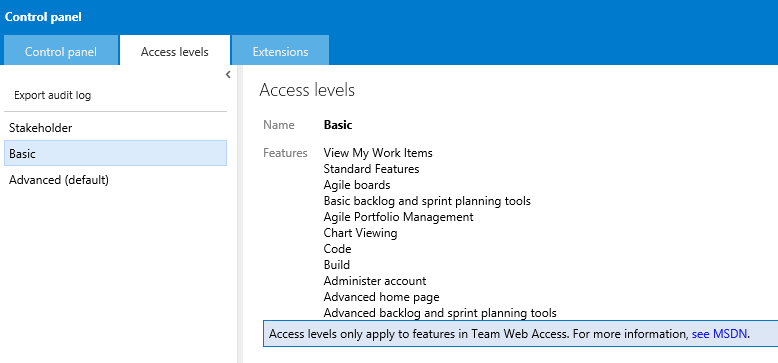 Control panel
Control panel
Access levels
Extensions
Export audit log
Stakeholder
Basic
Advanced (default)
Access levels
Name Basic
Features View My Work Items
Standard Features
Agile boards
Basic backlog and sprint planning tools
Agile Portfolio Management
Chart Viewing
Code
Build
Administer account
Advanced home page
Advanced backlog and sprint planning tools
Access levels only apply to features in Team Web Access. For more information, see MSDN.